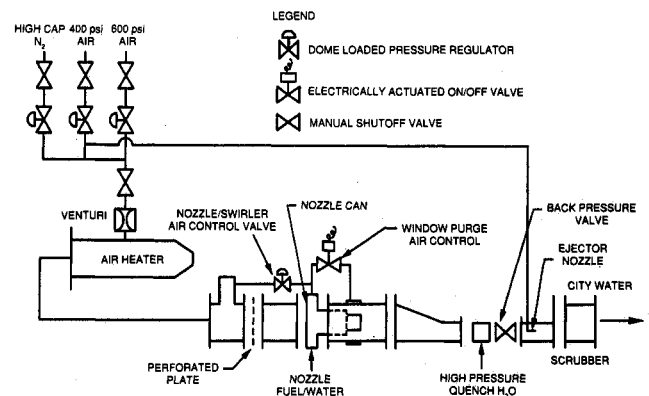 LEGEND
HIGH CAP
N2
400 psi
AIR
600 psi
AIR
DOME LOADED PRESSURE REGULATOR
ELECTRICALLY ACTUATED ON/OFF VALVE
MANUAL SHUTOFF VALVE
VENTURI
NOZZLE/SWIRLER
AIR CONTROL VALVE
NOZZLE CAN
WINDOW PURGE
AIR CONTROL
BACK PRESSURE
VALVE
EJECTOR
NOZZLE
AIR HEATER
CITY WATER
PERFORATED
PLATE
NOZZLE
FUEL/WATER
HIGH PRESSURE
QUENCH H2O
SCRUBBER